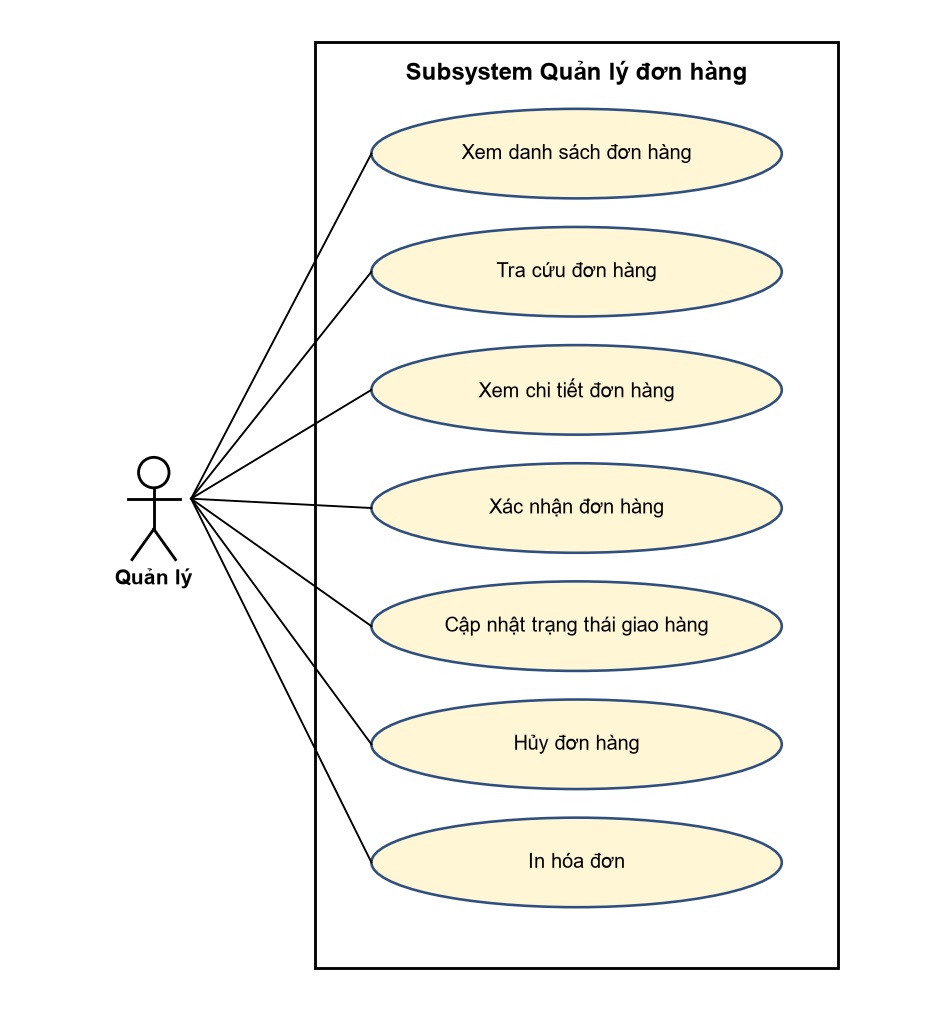 Subsystem Quản lý đơn hàng
Xem danh sách đơn hàng
Tra cứu đơn hàng
Xem chi tiết đơn hàng
Xác nhận đơn hàng
Quản lý
Cập nhật trạng thái giao hàng
Hủy đơn hàng
In hóa đơn